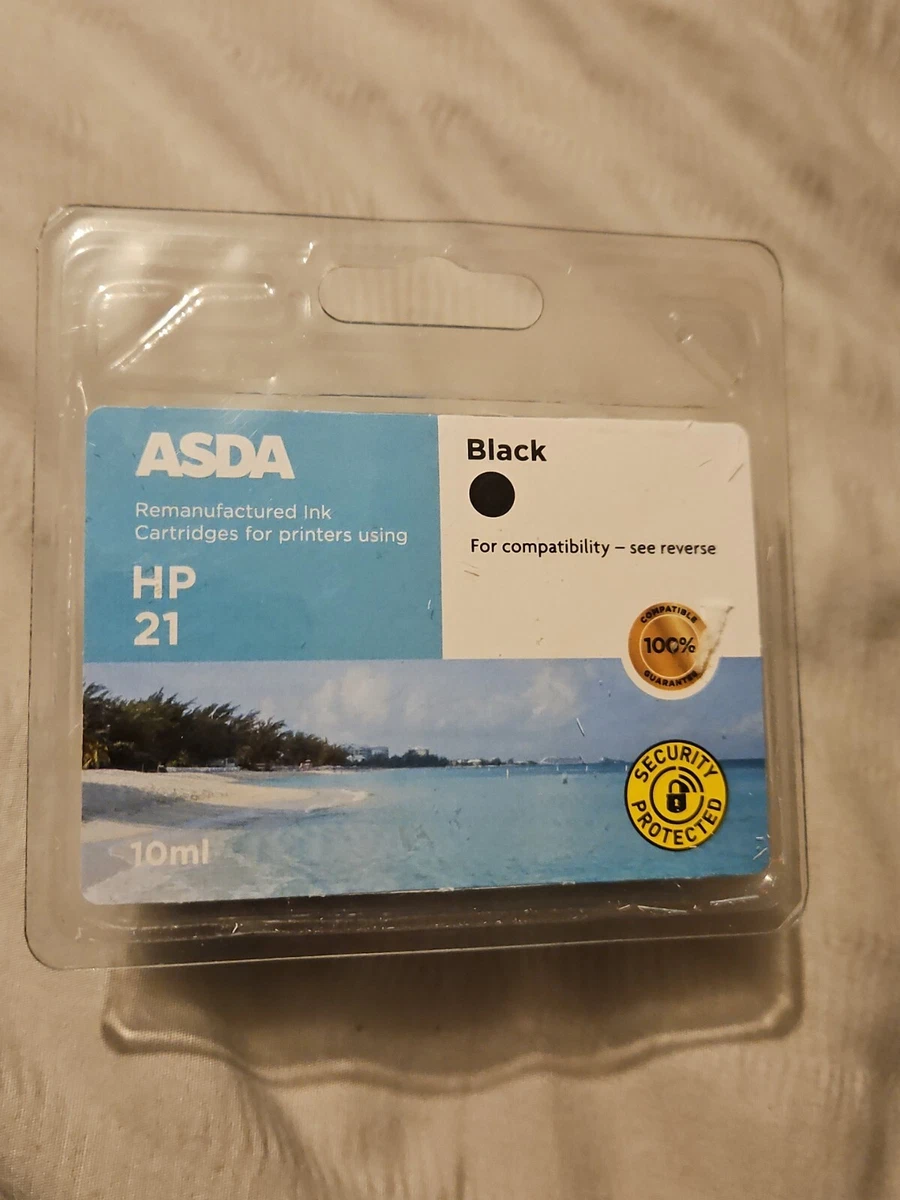 ASDA
Remanufactured Ink
Cartridges for printers using
HP
21
Black
For compatibility – see reverse
COMPATIBLE
100%
SECURITY
PROTECTED
10ml